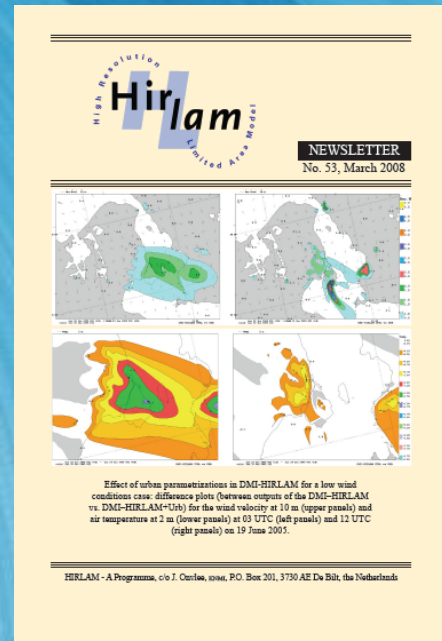 High Resolution
Hirlam
Limited Area Model
NEWSLETTER
No. 53, March 2008
Effect of urban parametrizations in DMI-HIRLAM for a low wind
conditions case: difference plots (between outputs of the DMI–HIRLAM
vs. DMI–HIRLAM+Urb) for the wind velocity at 10 m (upper panels) and
air temperature at 2 m (lower panels) at 03 UTC (left panels) and 12 UTC
(right panels) on 19 June 2005.
HIRLAM - A Programme, c/o J. Onvlee, KNMI, P.O. Box 201, 3730 AE De Bilt, the Netherlands